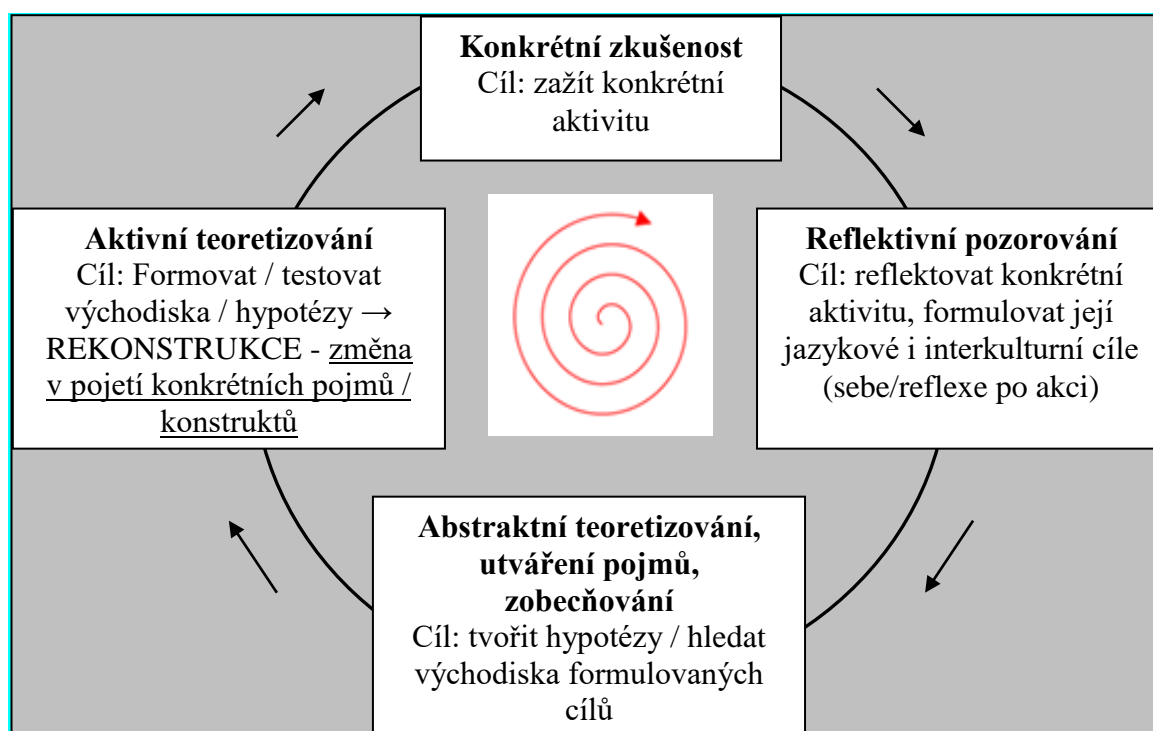 Konkrétní zkušenost
Cíl: zažít konkrétní
aktivitu
Aktivní teoretizování
Cíl: Formovat / testovat
východiska / hypotézy →
REKONSTRUKCE - změna
v pojetí konkrétních pojmů /
konstruktů
Reflektivní pozorování
Cíl: reflektovat konkrétní
aktivitu, formulovat její
jazykové i interkulturní cíle
(sebe/reflexe po akci)
Abstraktní teoretizování,
utváření pojmů,
zobecňování
Cíl: tvořit hypotézy / hledat
východiska formulovaných
cílů